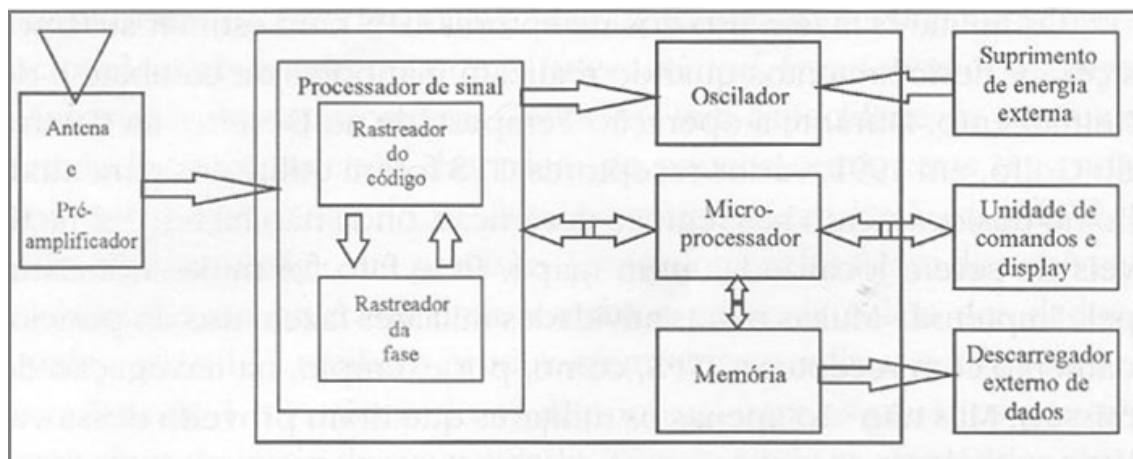 Antena
Pré-
amplificador
Processador de sinal
Rastreador
do
código
Rastreador
da
fase
Oscilador
Micro-
processador
Memória
Suprimento
de energia
externa
Unidade de
comandos e
display
Descarregador
externo de
dados